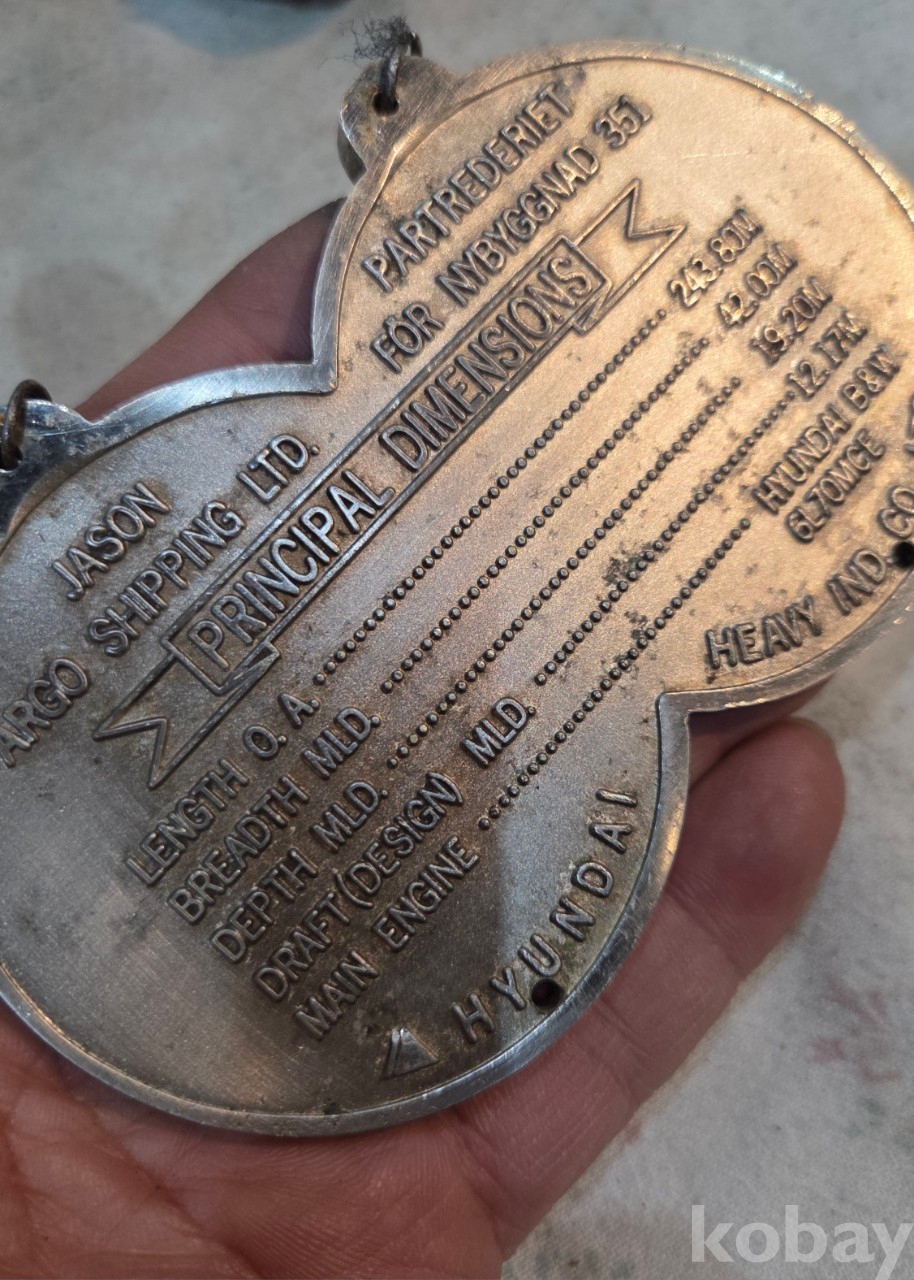 JASON
ARGO SHIPPING LTD.
PARTREDERIET
FÖR NYBYGGNAD 351
PRINCIPAL DIMENSIONS
LENGTH O. A. 243.80M
BREADTH MLD. 42.00M
DEPTH MLD. 19.20M
DRAFT (DESIGN) MLD. 12.17M
MAIN ENGINE HYUNDAI B&W
6L70MCE
HYUNDAI HEAVY IND. CO.
kobay